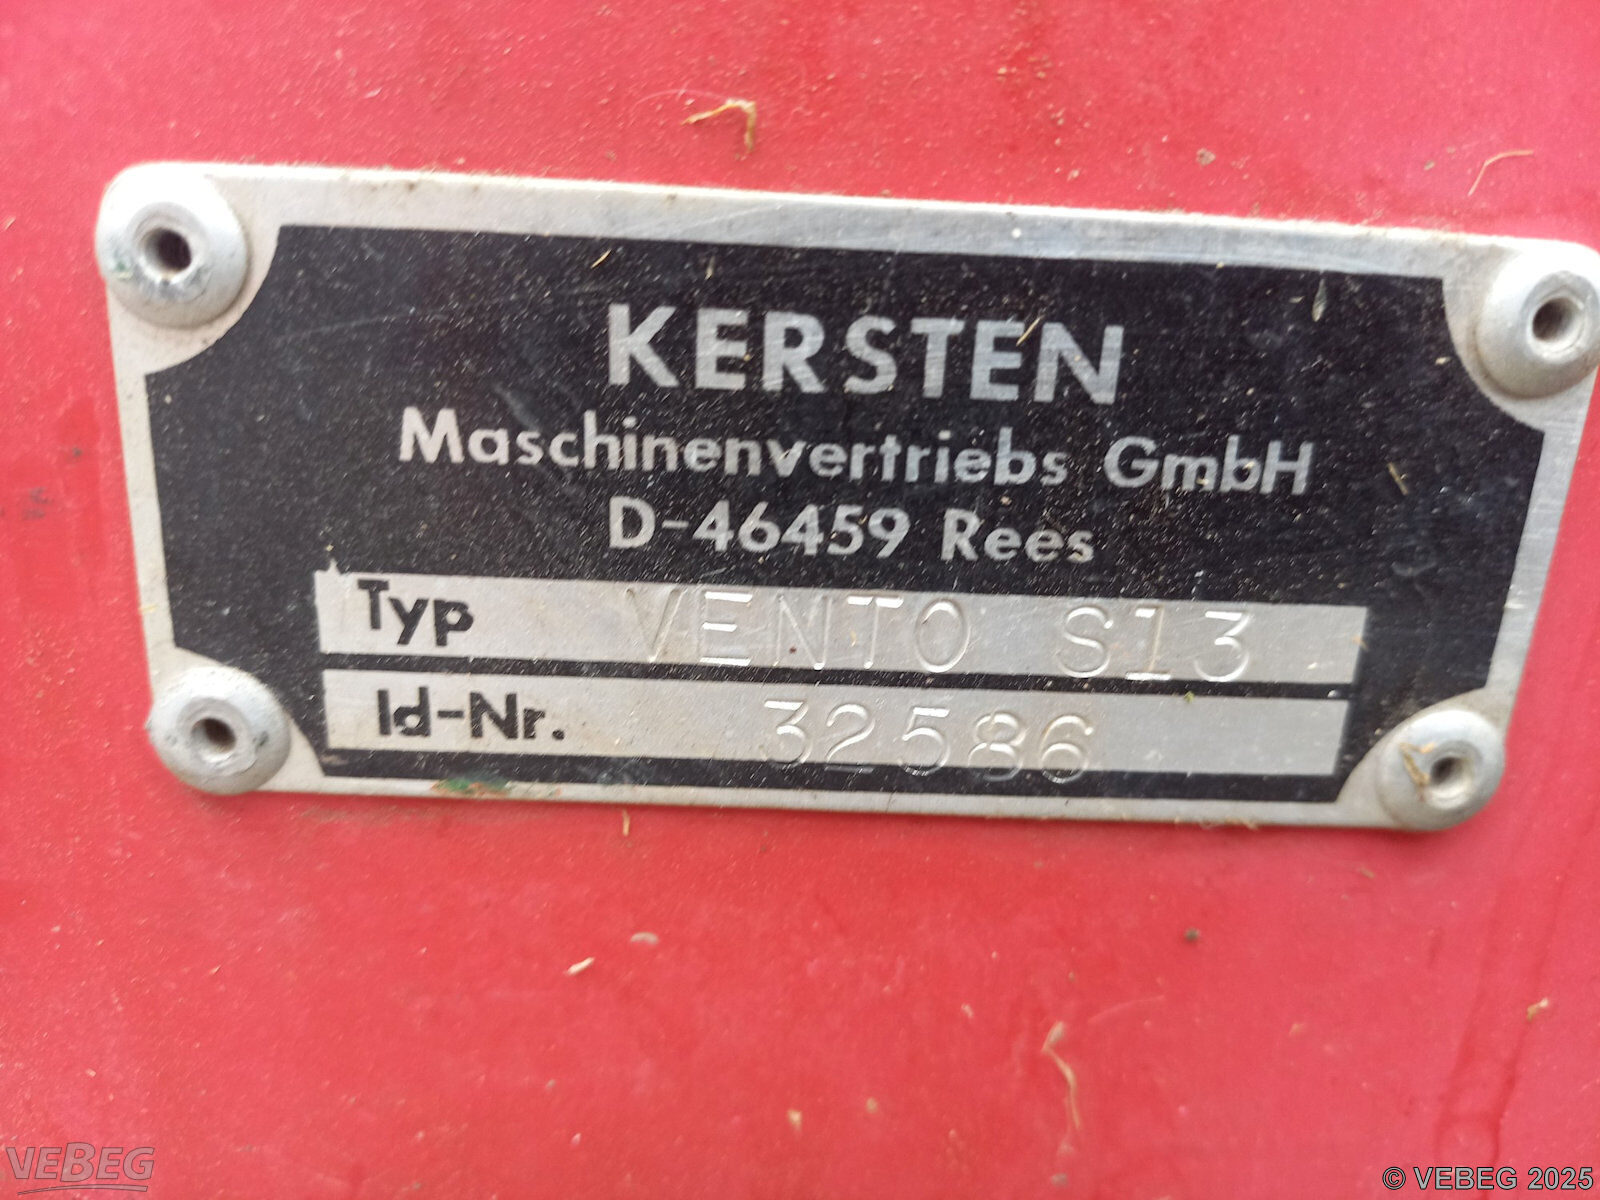 KERSTEN
Maschinenvertriebs GmbH
D-46459 Rees
Typ VENTO S13
Id-Nr. 32586
VEBEG
© VEBEG 2025